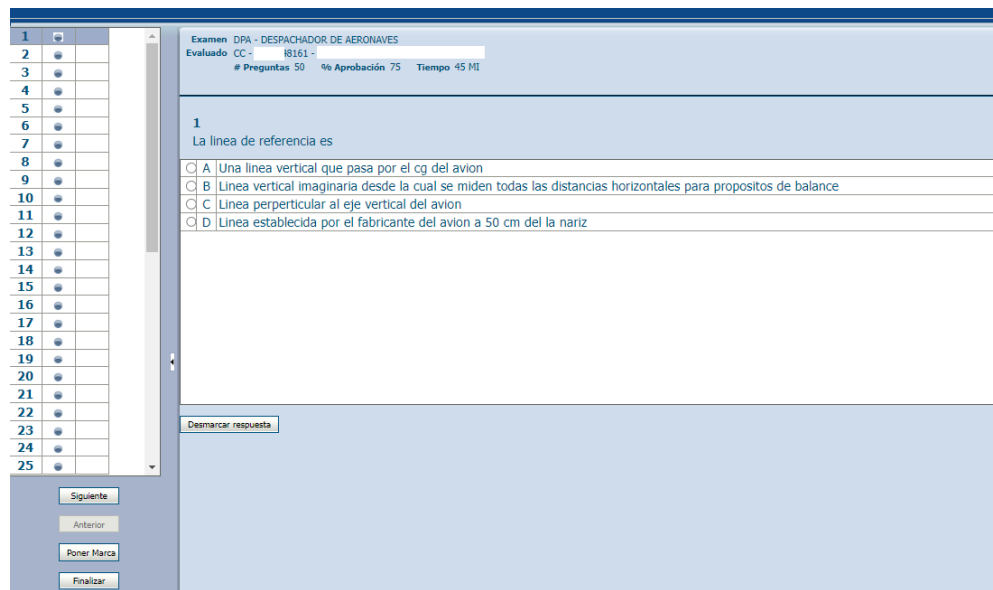 1
2
3
4
5
6
7
8
9
10
11
12
13
14
15
16
17
18
19
20
21
22
23
24
25
Siguiente
Anterior
Poner Marca
Finalizar
Examen DPA - DESPACHADOR DE AERONAVES
Evaluado CC - 8161 -
# Preguntas 50 % Aprobación 75 Tiempo 45 MI
1
La linea de referencia es
A Una linea vertical que pasa por el cg del avion
B Linea vertical imaginaria desde la cual se miden todas las distancias horizontales para propositos de balance
C Linea perperticular al eje vertical del avion
D Linea establecida por el fabricante del avion a 50 cm del la nariz
Desmarcar respuesta